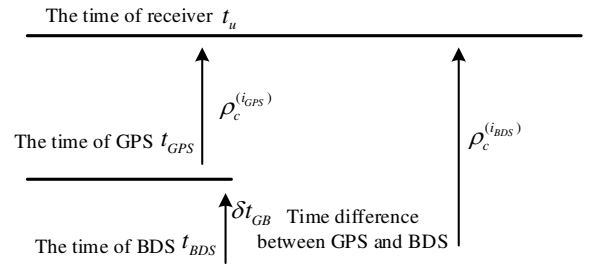 The time of receiver t_u
ρ_c^(i_GPS)
ρ_c^(i_BDS)
The time of GPS t_GPS
δt_GB Time difference
between GPS and BDS
The time of BDS t_BDS